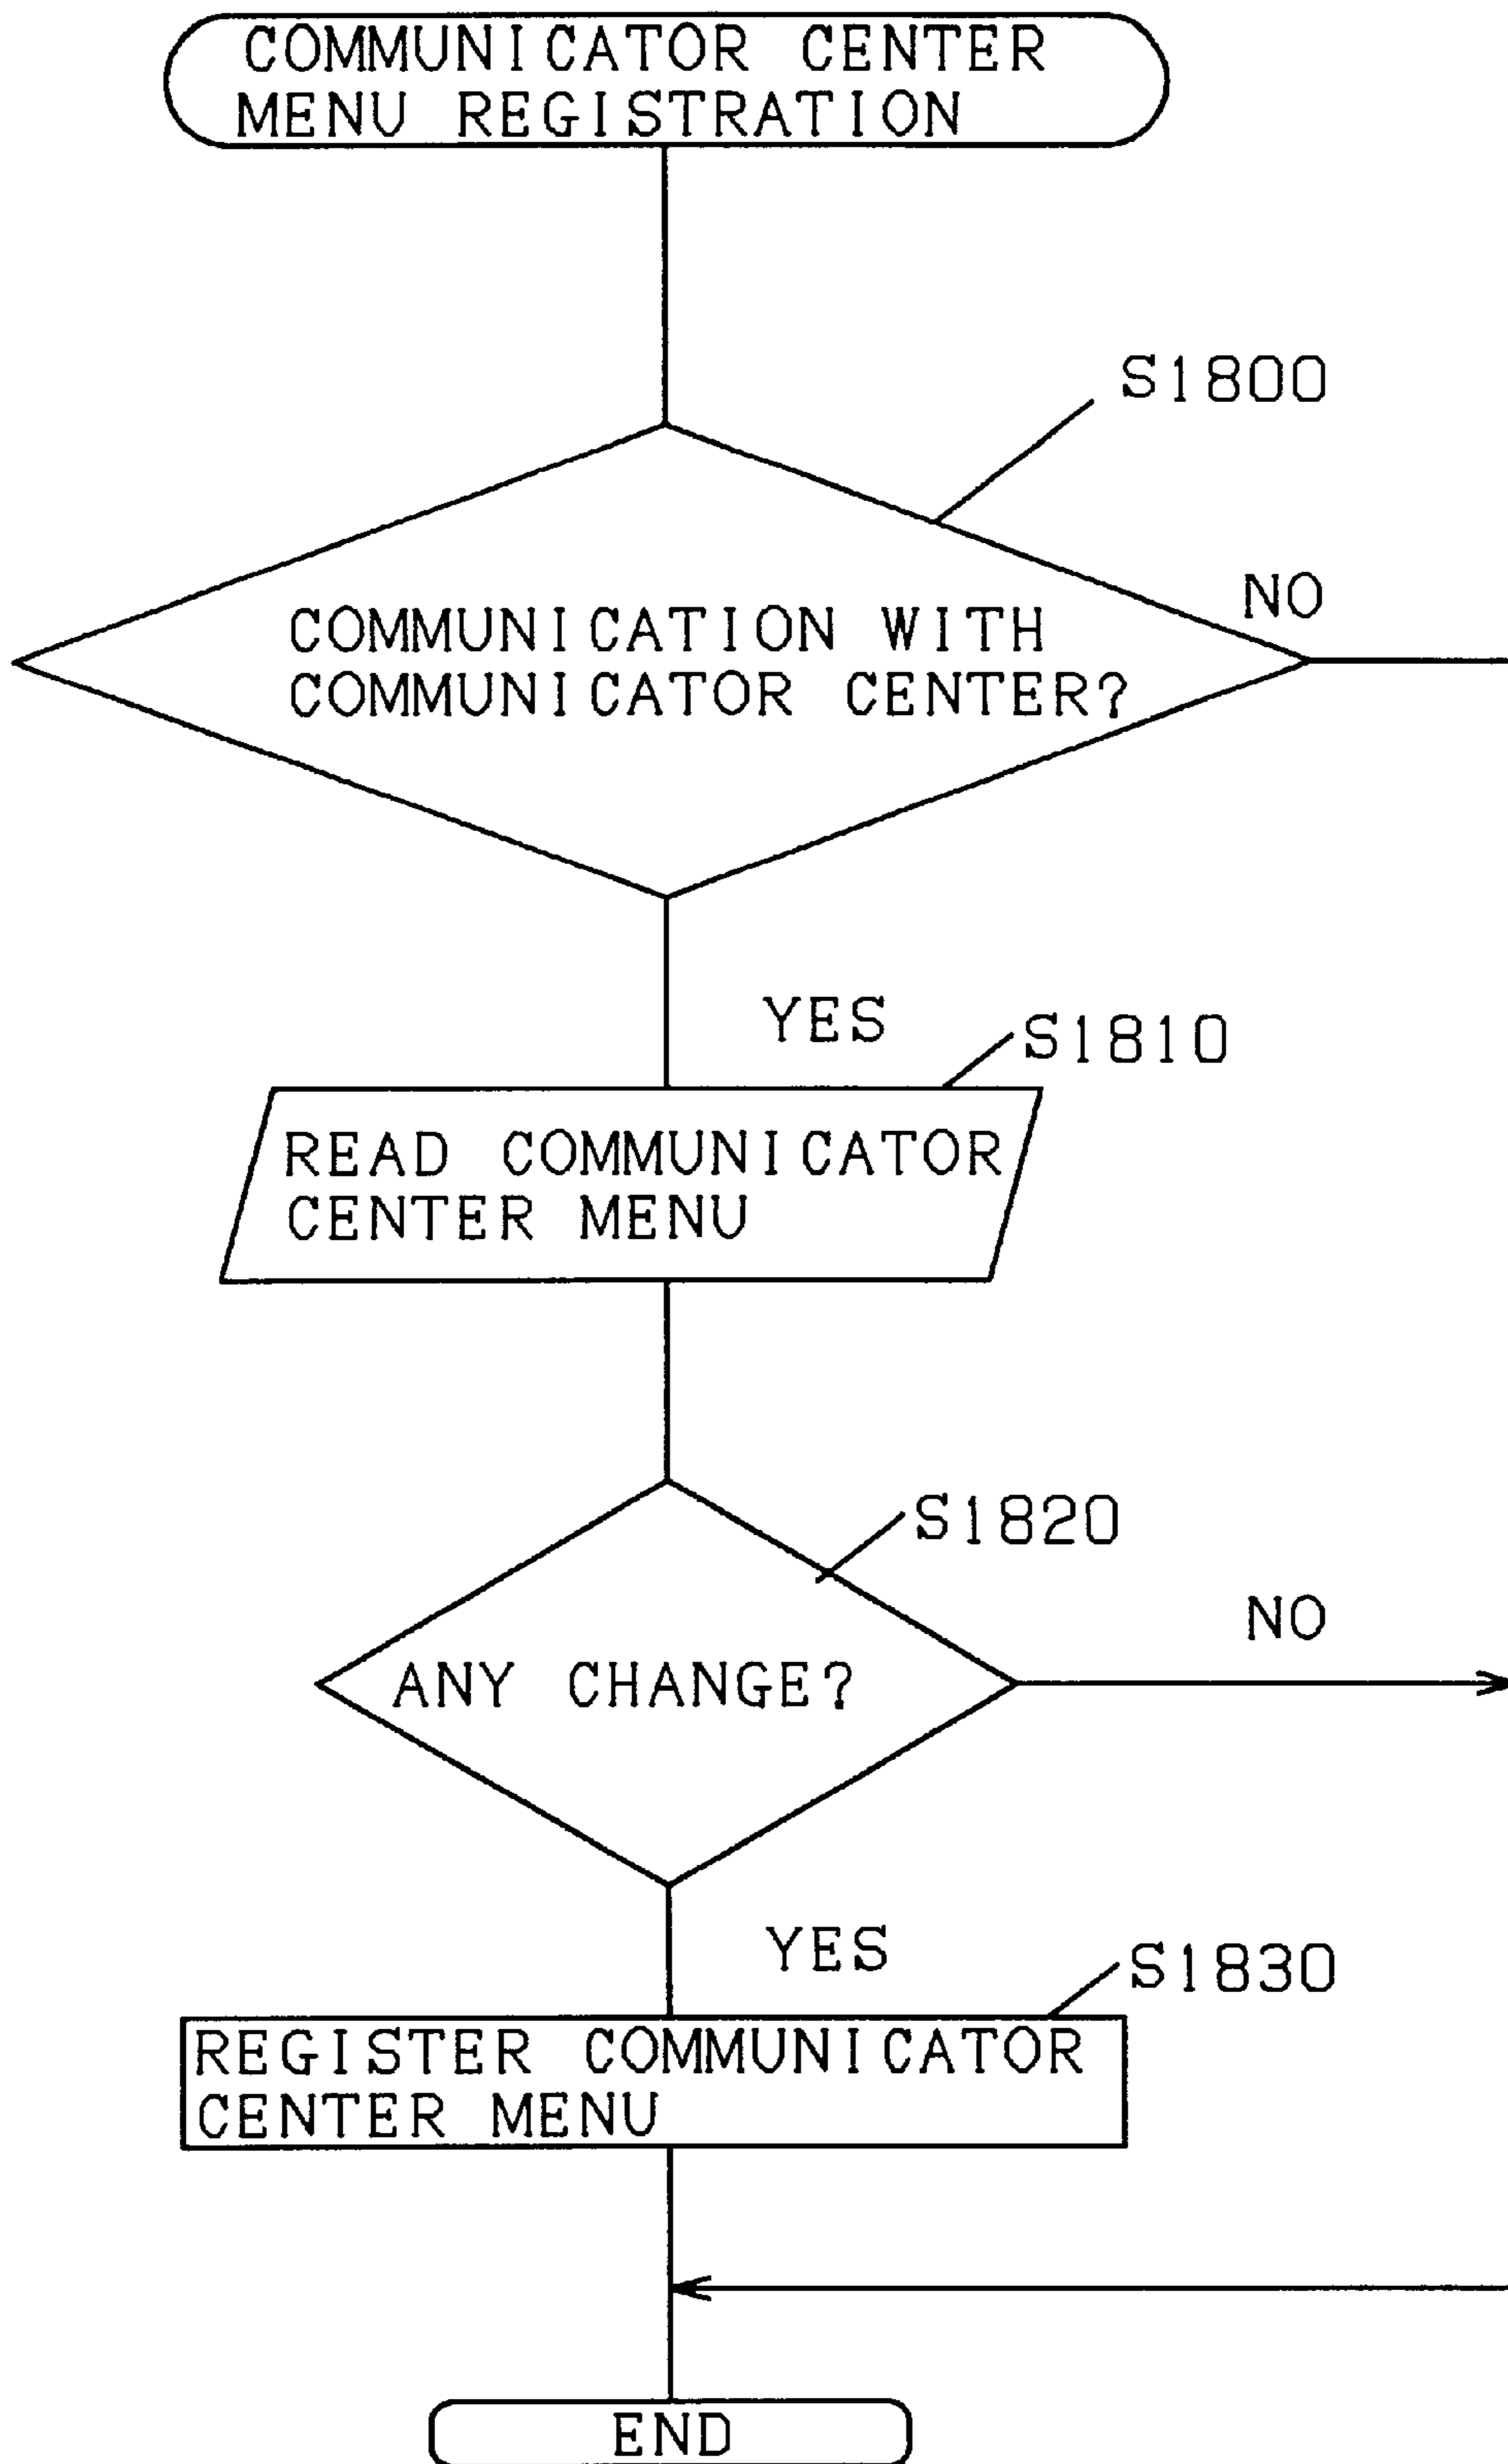 COMMUNICATOR CENTER
MENU REGISTRATION
S1800
NO
COMMUNICATION WITH
COMMUNICATOR CENTER?
YES
S1810
READ COMMUNICATOR
CENTER MENU
S1820
NO
ANY CHANGE?
YES
S1830
REGISTER COMMUNICATOR
CENTER MENU
END